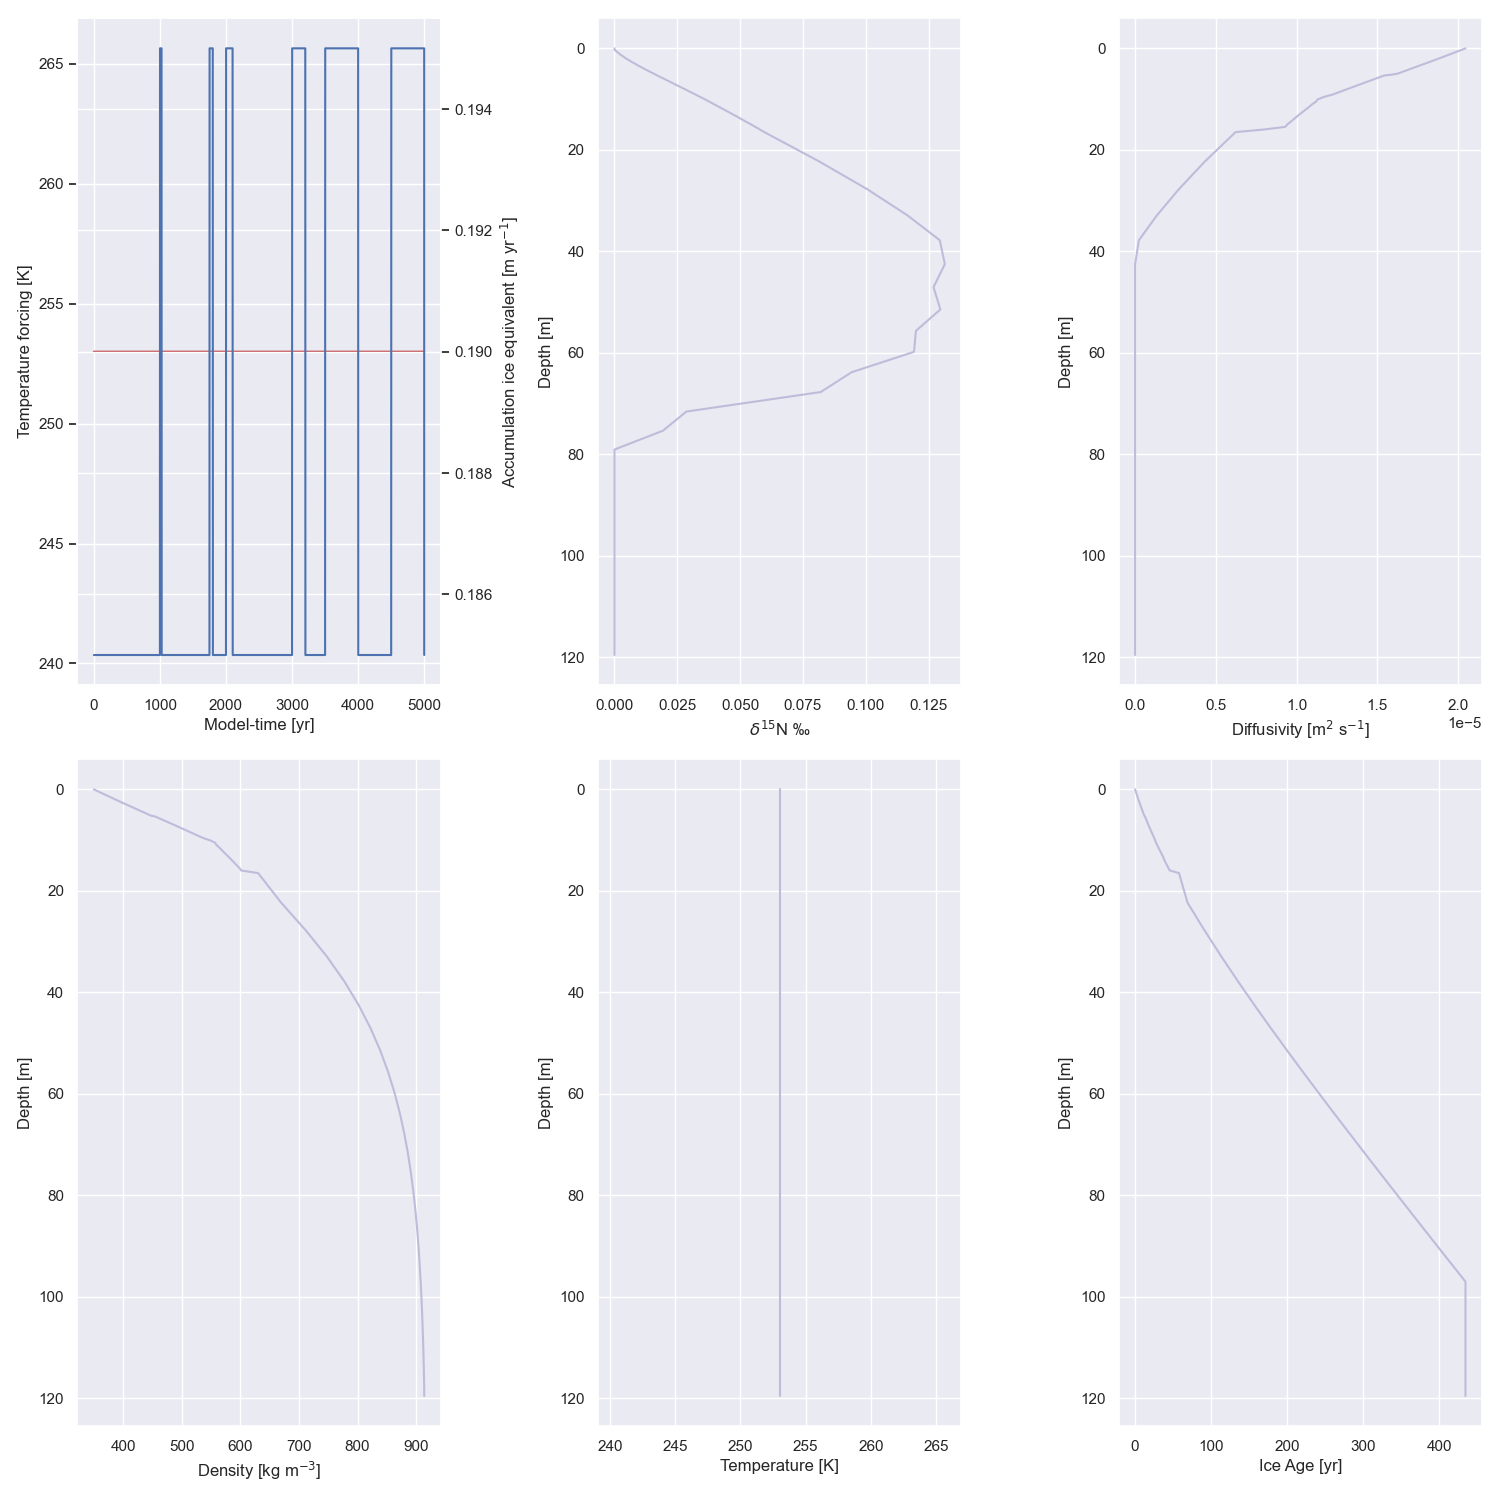 265
260
255
250
245
240
Temperature forcing [K]
0.194
0.192
0.190
0.188
0.186
Accumulation ice equivalent [m yr⁻¹]
0 1000 2000 3000 4000 5000
Model-time [yr]
0
20
40
60
80
100
120
Depth [m]
0.000 0.025 0.050 0.075 0.100 0.125
δ¹⁵N ‰
0
20
40
60
80
100
120
Depth [m]
0.0 0.5 1.0 1.5 2.0
1e−5
Diffusivity [m² s⁻¹]
0
20
40
60
80
100
120
Depth [m]
400 500 600 700 800 900
Density [kg m⁻³]
0
20
40
60
80
100
120
Depth [m]
240 245 250 255 260 265
Temperature [K]
0
20
40
60
80
100
120
Depth [m]
0 100 200 300 400
Ice Age [yr]